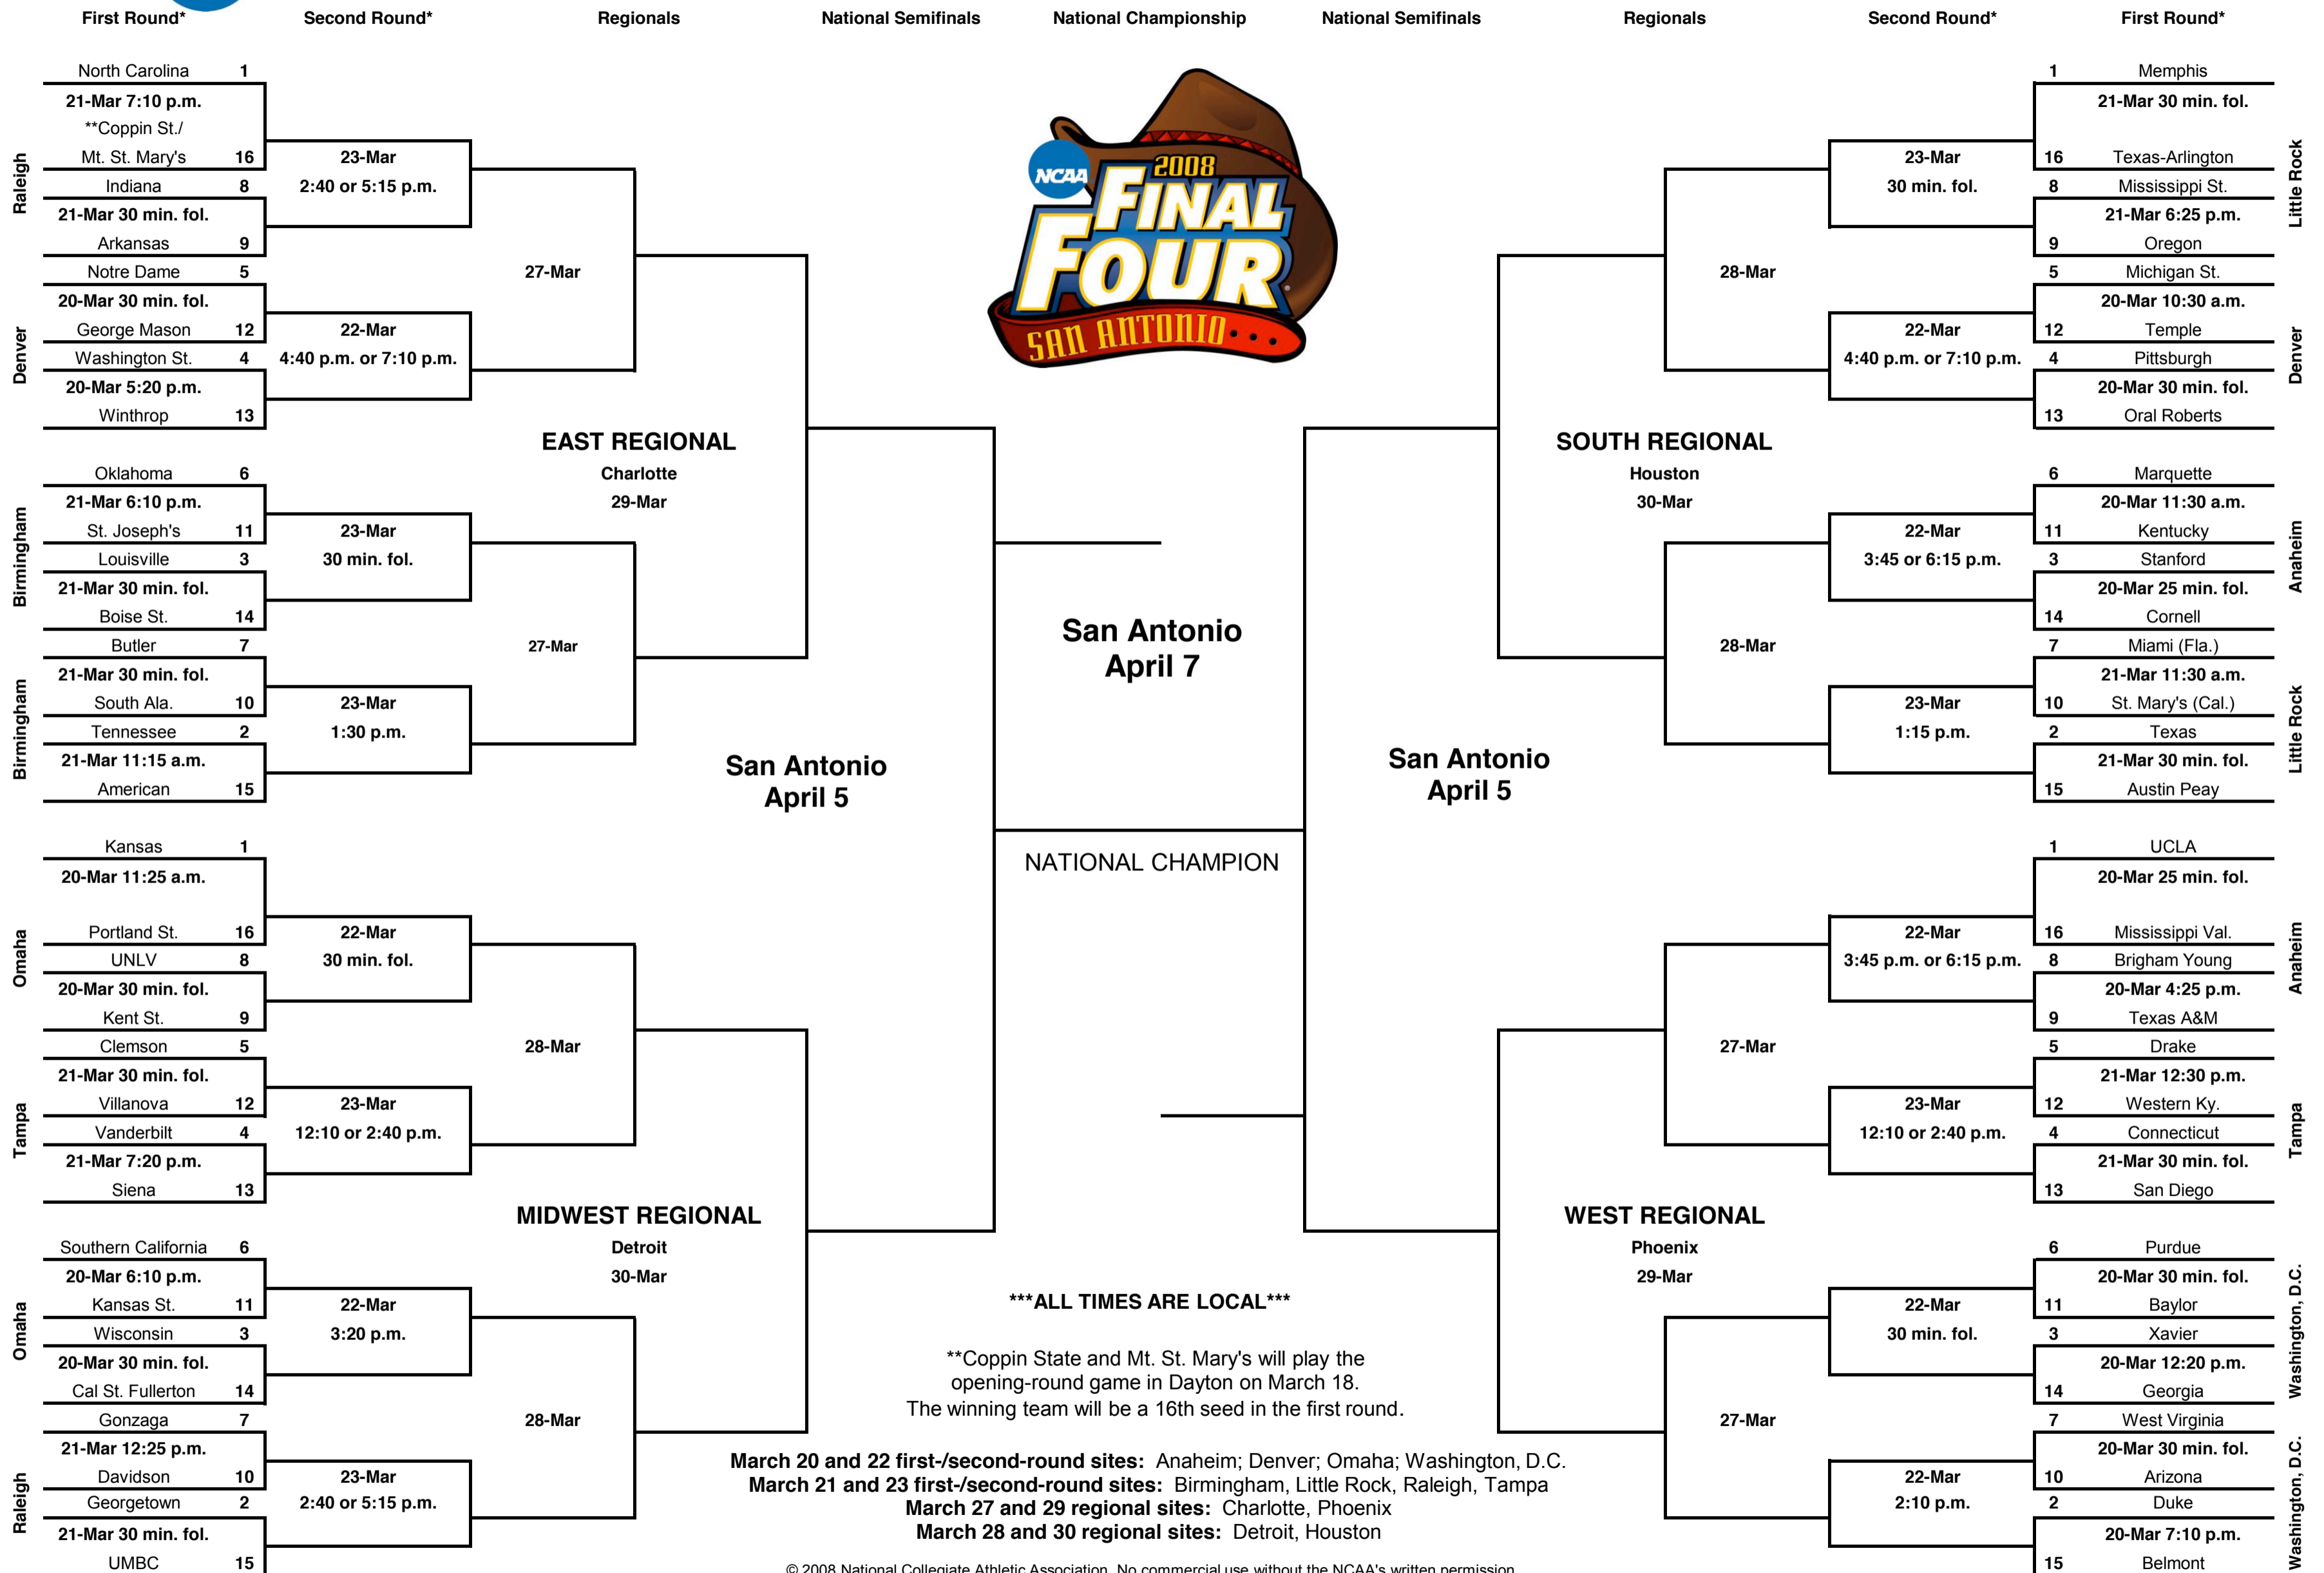 First Round* Second Round* Regionals National Semifinals National Championship National Semifinals Regionals Second Round* First Round*
North Carolina 1
21-Mar 7:10 p.m.
**Coppin St./
Mt. St. Mary's 16
Indiana 8
21-Mar 30 min. fol.
Arkansas 9
Raleigh
23-Mar
2:40 or 5:15 p.m.
Notre Dame 5
20-Mar 30 min. fol.
George Mason 12
Washington St. 4
20-Mar 5:20 p.m.
Winthrop 13
Denver
22-Mar
4:40 p.m. or 7:10 p.m.
27-Mar
EAST REGIONAL
Charlotte
29-Mar
Oklahoma 6
21-Mar 6:10 p.m.
St. Joseph's 11
Louisville 3
21-Mar 30 min. fol.
Boise St. 14
Birmingham
23-Mar
30 min. fol.
Butler 7
21-Mar 30 min. fol.
South Ala. 10
Tennessee 2
21-Mar 11:15 a.m.
American 15
Birmingham
23-Mar
1:30 p.m.
27-Mar
San Antonio
April 5
Kansas 1
20-Mar 11:25 a.m.
Portland St. 16
UNLV 8
20-Mar 30 min. fol.
Kent St. 9
Omaha
22-Mar
30 min. fol.
Clemson 5
21-Mar 30 min. fol.
Villanova 12
Vanderbilt 4
21-Mar 7:20 p.m.
Siena 13
Tampa
23-Mar
12:10 or 2:40 p.m.
28-Mar
MIDWEST REGIONAL
Detroit
30-Mar
Southern California 6
20-Mar 6:10 p.m.
Kansas St. 11
Wisconsin 3
20-Mar 30 min. fol.
Cal St. Fullerton 14
Omaha
22-Mar
3:20 p.m.
Gonzaga 7
21-Mar 12:25 p.m.
Davidson 10
Georgetown 2
21-Mar 30 min. fol.
UMBC 15
Raleigh
23-Mar
2:40 or 5:15 p.m.
28-Mar
NCAA
2008
FINAL
FOUR
SAN ANTONIO
San Antonio
April 7
NATIONAL CHAMPION
1 Memphis
21-Mar 30 min. fol.
16 Texas-Arlington
8 Mississippi St.
21-Mar 6:25 p.m.
9 Oregon
Little Rock
23-Mar
30 min. fol.
5 Michigan St.
20-Mar 10:30 a.m.
12 Temple
4 Pittsburgh
20-Mar 30 min. fol.
13 Oral Roberts
Denver
22-Mar
4:40 p.m. or 7:10 p.m.
28-Mar
SOUTH REGIONAL
Houston
30-Mar
6 Marquette
20-Mar 11:30 a.m.
11 Kentucky
3 Stanford
20-Mar 25 min. fol.
14 Cornell
Anaheim
22-Mar
3:45 or 6:15 p.m.
7 Miami (Fla.)
21-Mar 11:30 a.m.
10 St. Mary's (Cal.)
2 Texas
21-Mar 30 min. fol.
15 Austin Peay
Little Rock
23-Mar
1:15 p.m.
28-Mar
San Antonio
April 5
1 UCLA
20-Mar 25 min. fol.
16 Mississippi Val.
8 Brigham Young
20-Mar 4:25 p.m.
9 Texas A&M
Anaheim
22-Mar
3:45 p.m. or 6:15 p.m.
5 Drake
21-Mar 12:30 p.m.
12 Western Ky.
4 Connecticut
21-Mar 30 min. fol.
13 San Diego
Tampa
23-Mar
12:10 or 2:40 p.m.
27-Mar
WEST REGIONAL
Phoenix
29-Mar
6 Purdue
20-Mar 30 min. fol.
11 Baylor
3 Xavier
20-Mar 12:20 p.m.
14 Georgia
Washington, D.C.
22-Mar
30 min. fol.
7 West Virginia
20-Mar 30 min. fol.
10 Arizona
2 Duke
20-Mar 7:10 p.m.
15 Belmont
Washington, D.C.
22-Mar
2:10 p.m.
27-Mar
***ALL TIMES ARE LOCAL***
**Coppin State and Mt. St. Mary's will play the
opening-round game in Dayton on March 18.
The winning team will be a 16th seed in the first round.
March 20 and 22 first-/second-round sites: Anaheim; Denver; Omaha; Washington, D.C.
March 21 and 23 first-/second-round sites: Birmingham, Little Rock, Raleigh, Tampa
March 27 and 29 regional sites: Charlotte, Phoenix
March 28 and 30 regional sites: Detroit, Houston
© 2008 National Collegiate Athletic Association. No commercial use without the NCAA's written permission